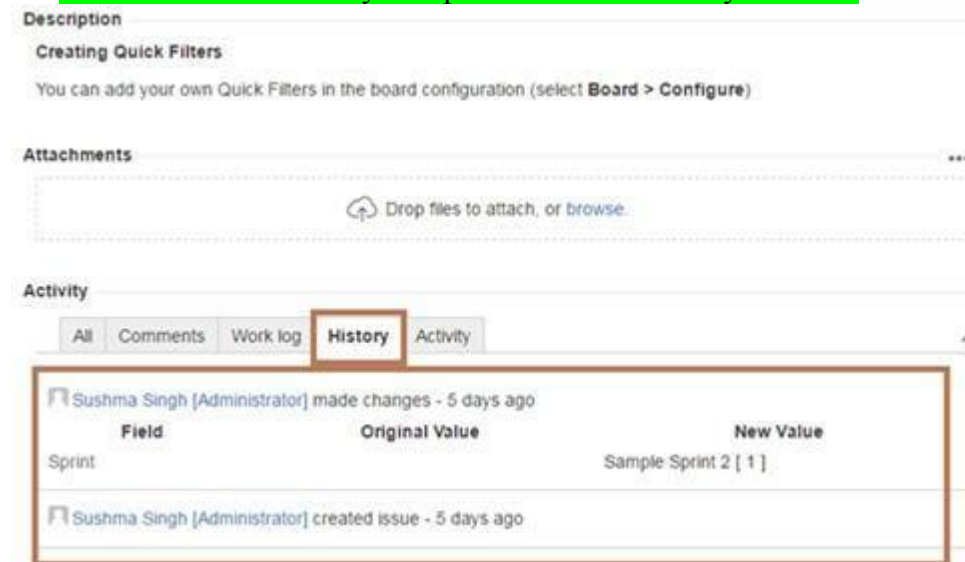 Description
Creating Quick Filters
You can add your own Quick Filters in the board configuration (select Board > Configure)
Attachments
Drop files to attach, or browse.
Activity
All Comments Work log History Activity
Sushma Singh [Administrator] made changes - 5 days ago
Field Original Value New Value
Sprint Sample Sprint 2 [ 1 ]
Sushma Singh [Administrator] created issue - 5 days ago